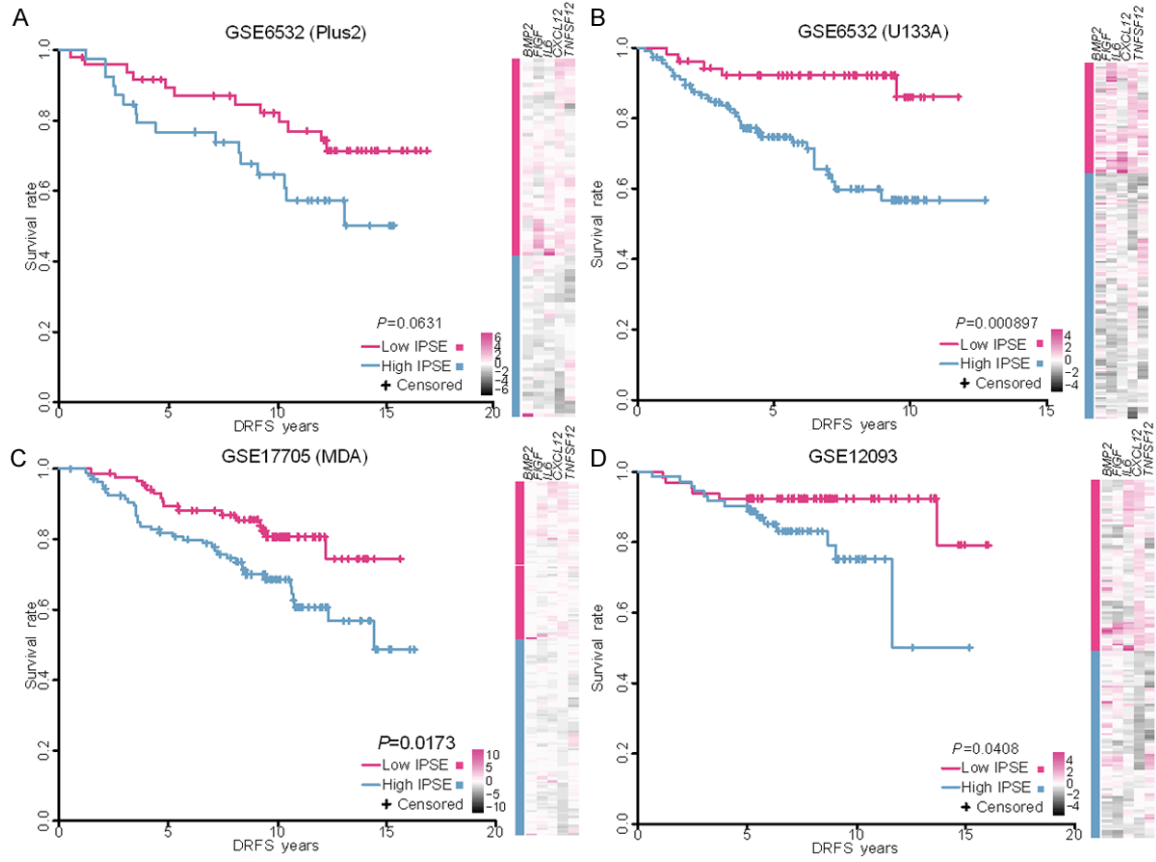 A
GSE6532 (Plus2)
BMP2
FIGF
IL6
CXCL12
TNFSF12
Survival rate
1.0
0.8
0.6
0.4
0.2
0.0
P=0.0631
Low IPSE
High IPSE
Censored
6
4
2
0
−2
−4
−6
0
5
10
15
20
DRFS years
B
GSE6532 (U133A)
BMP2
FIGF
IL6
CXCL12
TNFSF12
Survival rate
1.0
0.8
0.6
0.4
0.2
0.0
P=0.000897
Low IPSE
High IPSE
Censored
4
2
0
−2
−4
0
5
10
15
DRFS years
C
GSE17705 (MDA)
BMP2
FIGF
IL6
CXCL12
TNFSF12
Survival rate
1.0
0.8
0.6
0.4
0.2
0.0
P=0.0173
Low IPSE
High IPSE
Censored
10
5
0
−5
−10
0
5
10
15
20
DRFS years
D
GSE12093
BMP2
FIGF
IL6
CXCL12
TNFSF12
Survival rate
1.0
0.8
0.6
0.4
0.2
0.0
P=0.0408
Low IPSE
High IPSE
Censored
4
2
0
−2
−4
0
5
10
15
20
DRFS years